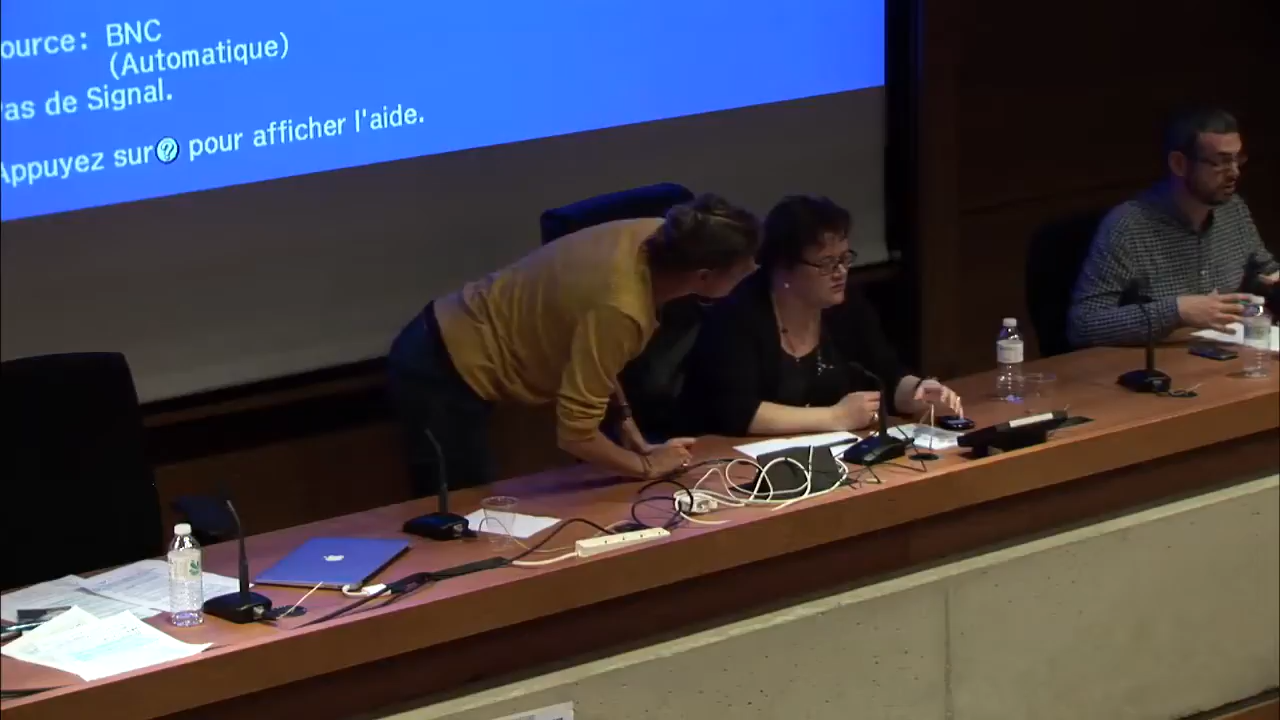 ource: BNC
(Automatique)
as de Signal.
Appuyez sur? pour afficher l'aide.